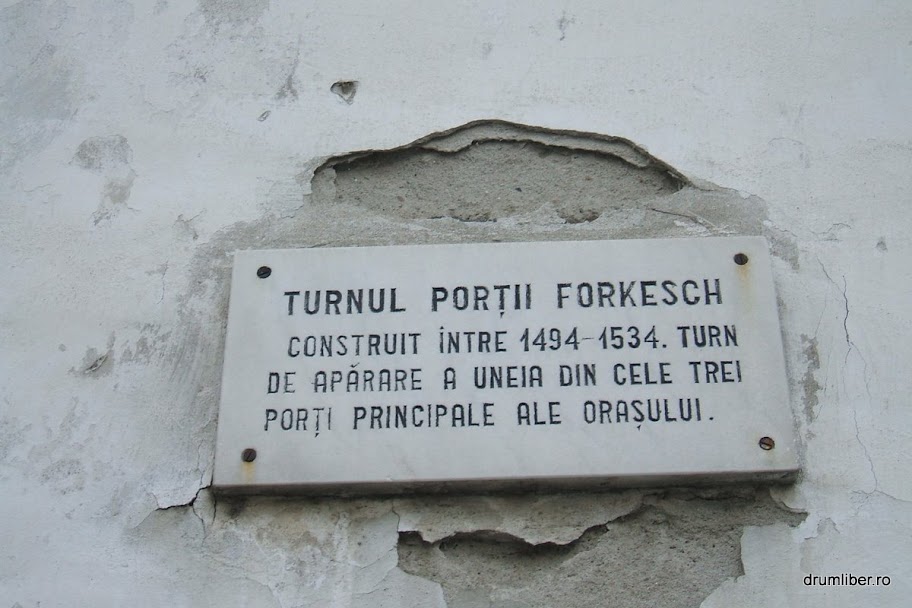 TURNUL PORȚII FORKESCH
CONSTRUIT ÎNTRE 1494-1534. TURN
DE APĂRARE A UNEIA DIN CELE TREI
PORȚI PRINCIPALE ALE ORAȘULUI.
drumliber.ro